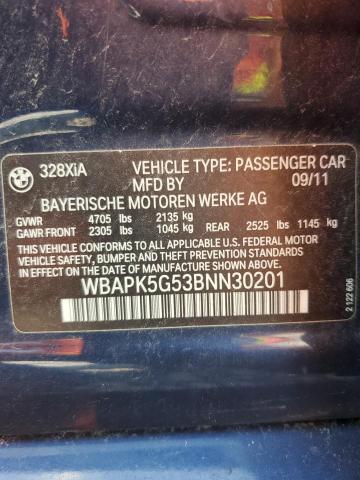 BMW
328XiA VEHICLE TYPE: PASSENGER CAR
MFD BY 09/11
BAYERISCHE MOTOREN WERKE AG
GVWR 4705 lbs 2135 kg
GAWR FRONT 2305 lbs 1045 kg REAR 2525 lbs 1145 kg
THIS VEHICLE CONFORMS TO ALL APPLICABLE U.S. FEDERAL MOTOR
VEHICLE SAFETY, BUMPER AND THEFT PREVENTION STANDARDS
IN EFFECT ON THE DATE OF MANUFACTURE SHOWN ABOVE.
WBAPK5G53BNN30201
2 122 606